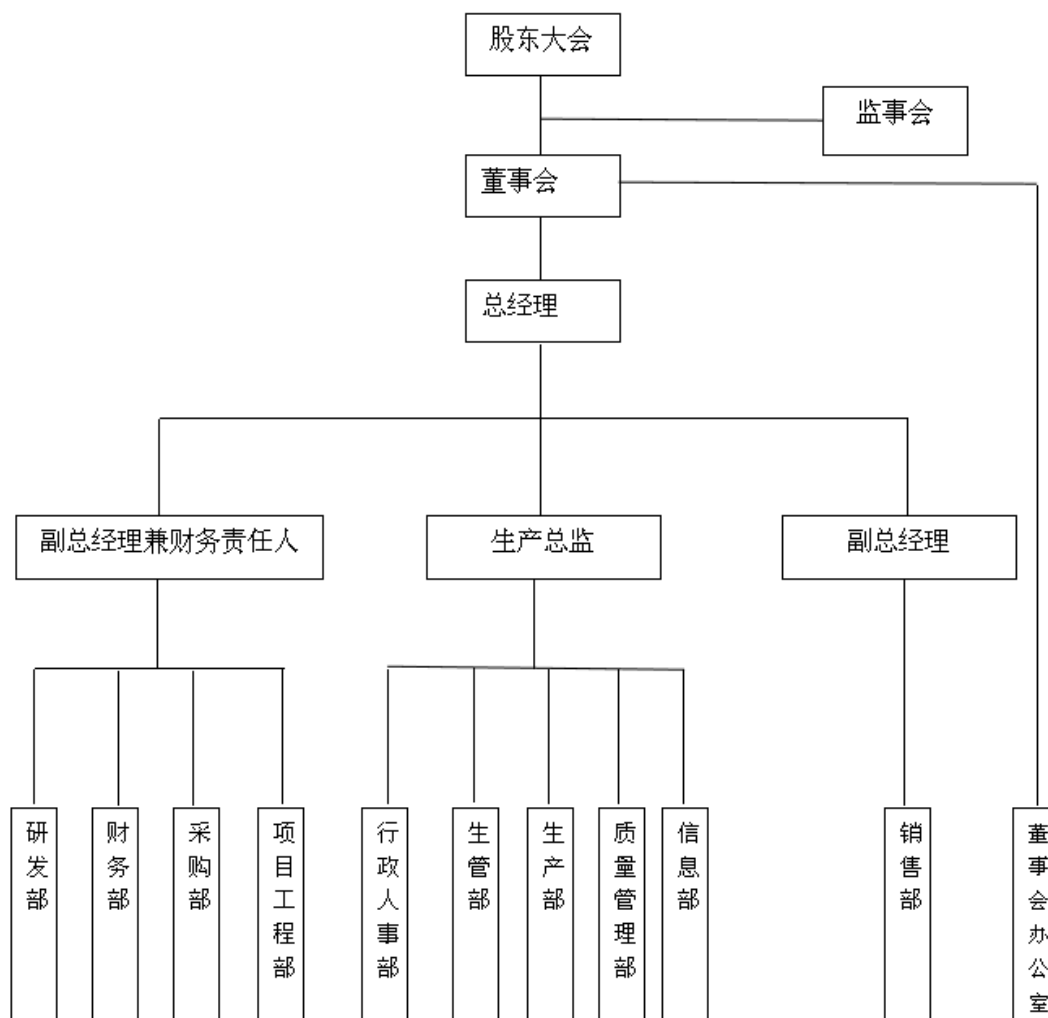 股东大会
监事会
董事会
总经理
副总经理兼财务责任人
生产总监
副总经理
研发部
财务部
采购部
项目工程部
行政人事部
生管部
生产部
质量管理部
信息部
销售部
董事会办公室